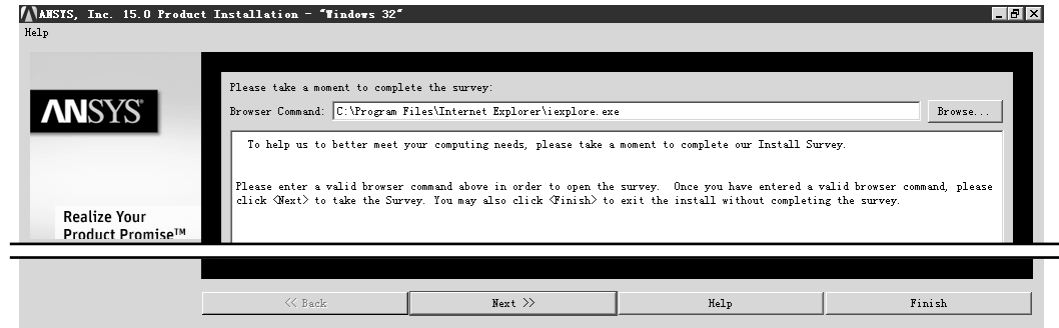 ANSYS, Inc. 15.0 Product Installation - "Windows 32"
Help
ANSYS®
Please take a moment to complete the survey:
Browser Command: C:\Program Files\Internet Explorer\iexplore.exe Browse...
To help us to better meet your computing needs, please take a moment to complete our Install Survey.
Please enter a valid browser command above in order to open the survey. Once you have entered a valid browser command, please
click <Next> to take the Survey. You may also click <Finish> to exit the install without completing the survey.
Realize Your
Product Promise™
<< Back Next >> Help Finish